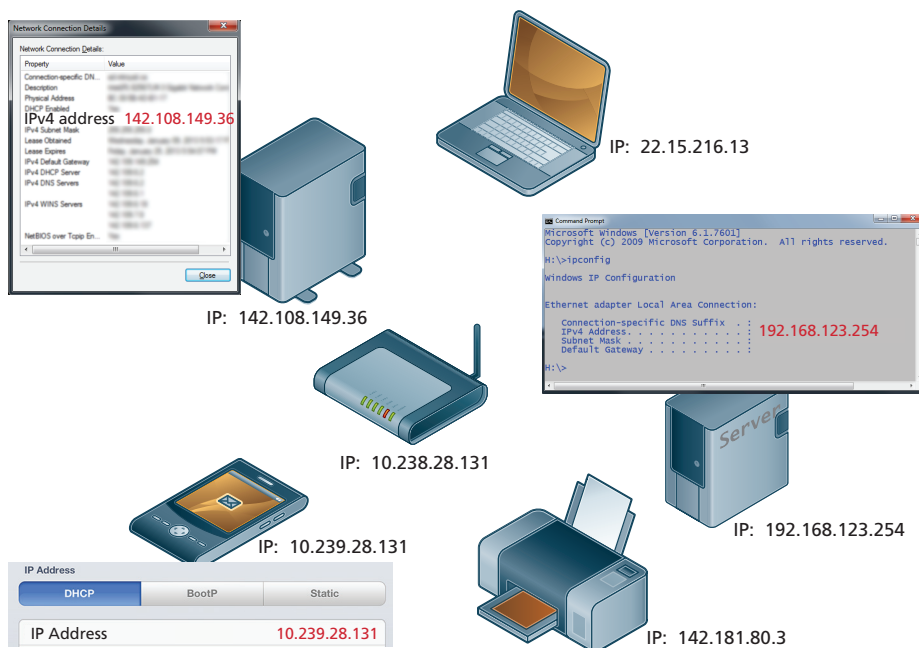 Network Connection Details
Network Connection Details:
Property Value
Connection-specific DN...
Description
Physical Address
DHCP Enabled Yes
IPv4 address 142.108.149.36
IPv4 Subnet Mask
Lease Obtained
Lease Expires
IPv4 Default Gateway
IPv4 DHCP Server
IPv4 DNS Servers
IPv4 WINS Servers
NetBIOS over Tcpip En...
Close
IP: 142.108.149.36
IP: 22.15.216.13
Command Prompt
Microsoft Windows [Version 6.1.7601]
Copyright (c) 2009 Microsoft Corporation. All rights reserved.
H:\>ipconfig
Windows IP Configuration
Ethernet adapter Local Area Connection:
Connection-specific DNS Suffix . :
IPv4 Address. . . . . . . . . . . : 192.168.123.254
Subnet Mask . . . . . . . . . . . :
Default Gateway . . . . . . . . . :
H:\>
Server
IP: 192.168.123.254
IP: 10.238.28.131
IP: 10.239.28.131
IP Address
DHCP BootP Static
IP Address 10.239.28.131
IP: 142.181.80.3